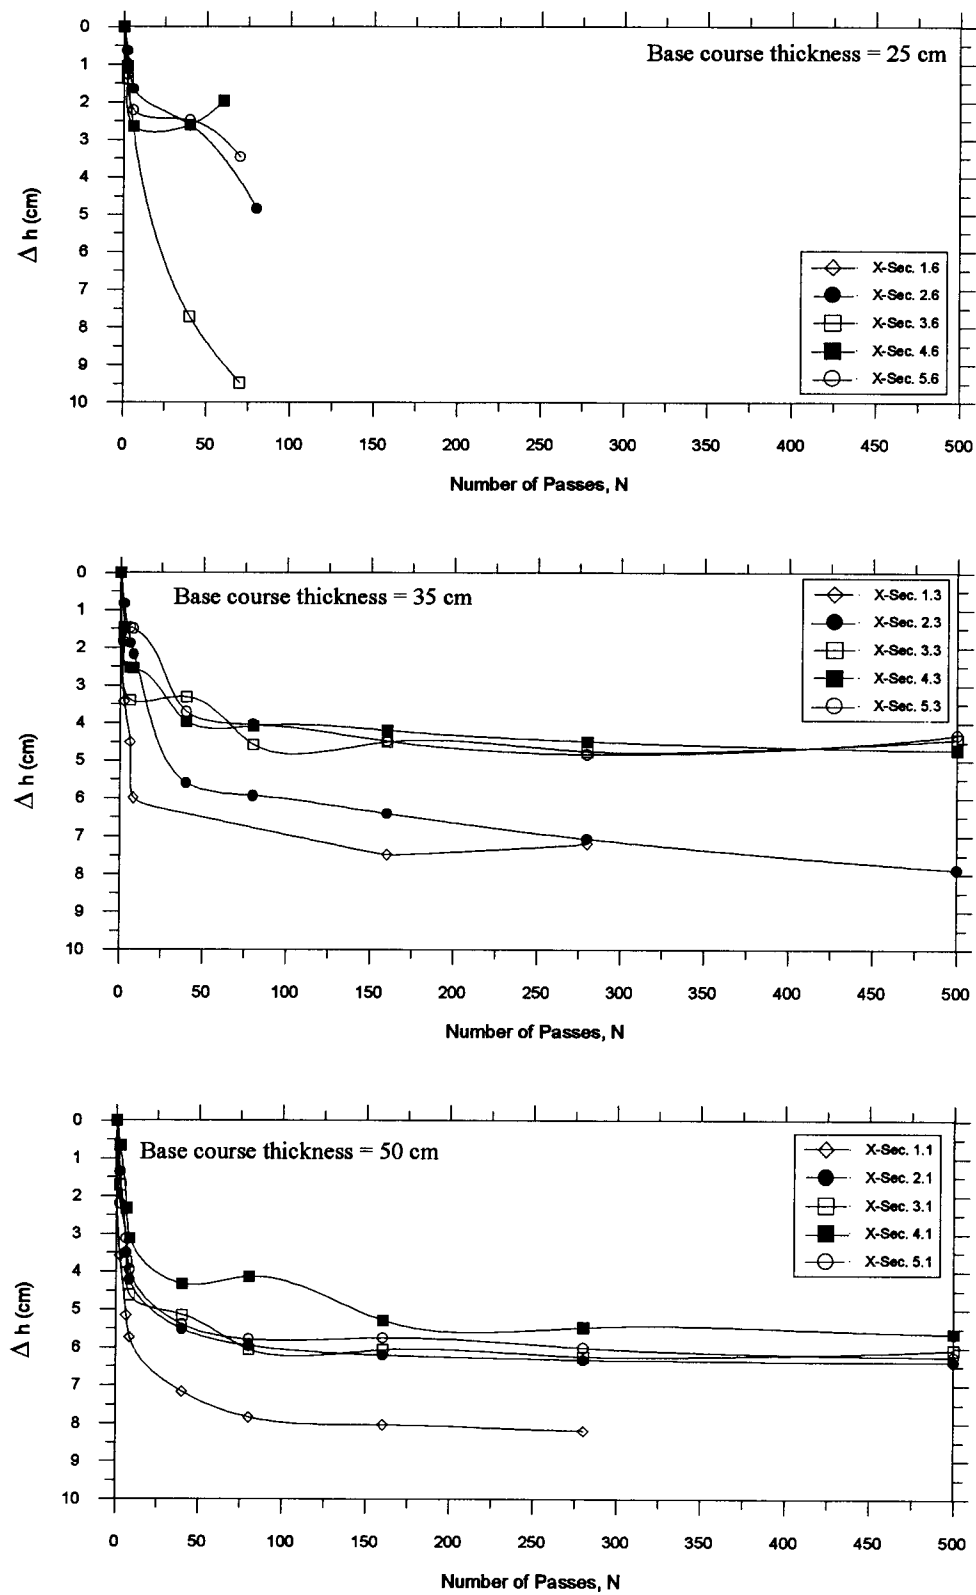 0
Base course thickness = 25 cm
1
2
3
4
5
6
7
8
9
10
Δ h (cm)
X-Sec. 1.6
X-Sec. 2.6
X-Sec. 3.6
X-Sec. 4.6
X-Sec. 5.6
0 50 100 150 200 250 300 350 400 450 500
Number of Passes, N
0
Base course thickness = 35 cm
1
2
3
4
5
6
7
8
9
10
Δ h (cm)
X-Sec. 1.3
X-Sec. 2.3
X-Sec. 3.3
X-Sec. 4.3
X-Sec. 5.3
0 50 100 150 200 250 300 350 400 450 500
Number of Passes, N
0
Base course thickness = 50 cm
1
2
3
4
5
6
7
8
9
10
Δ h (cm)
X-Sec. 1.1
X-Sec. 2.1
X-Sec. 3.1
X-Sec. 4.1
X-Sec. 5.1
0 50 100 150 200 250 300 350 400 450 500
Number of Passes, N